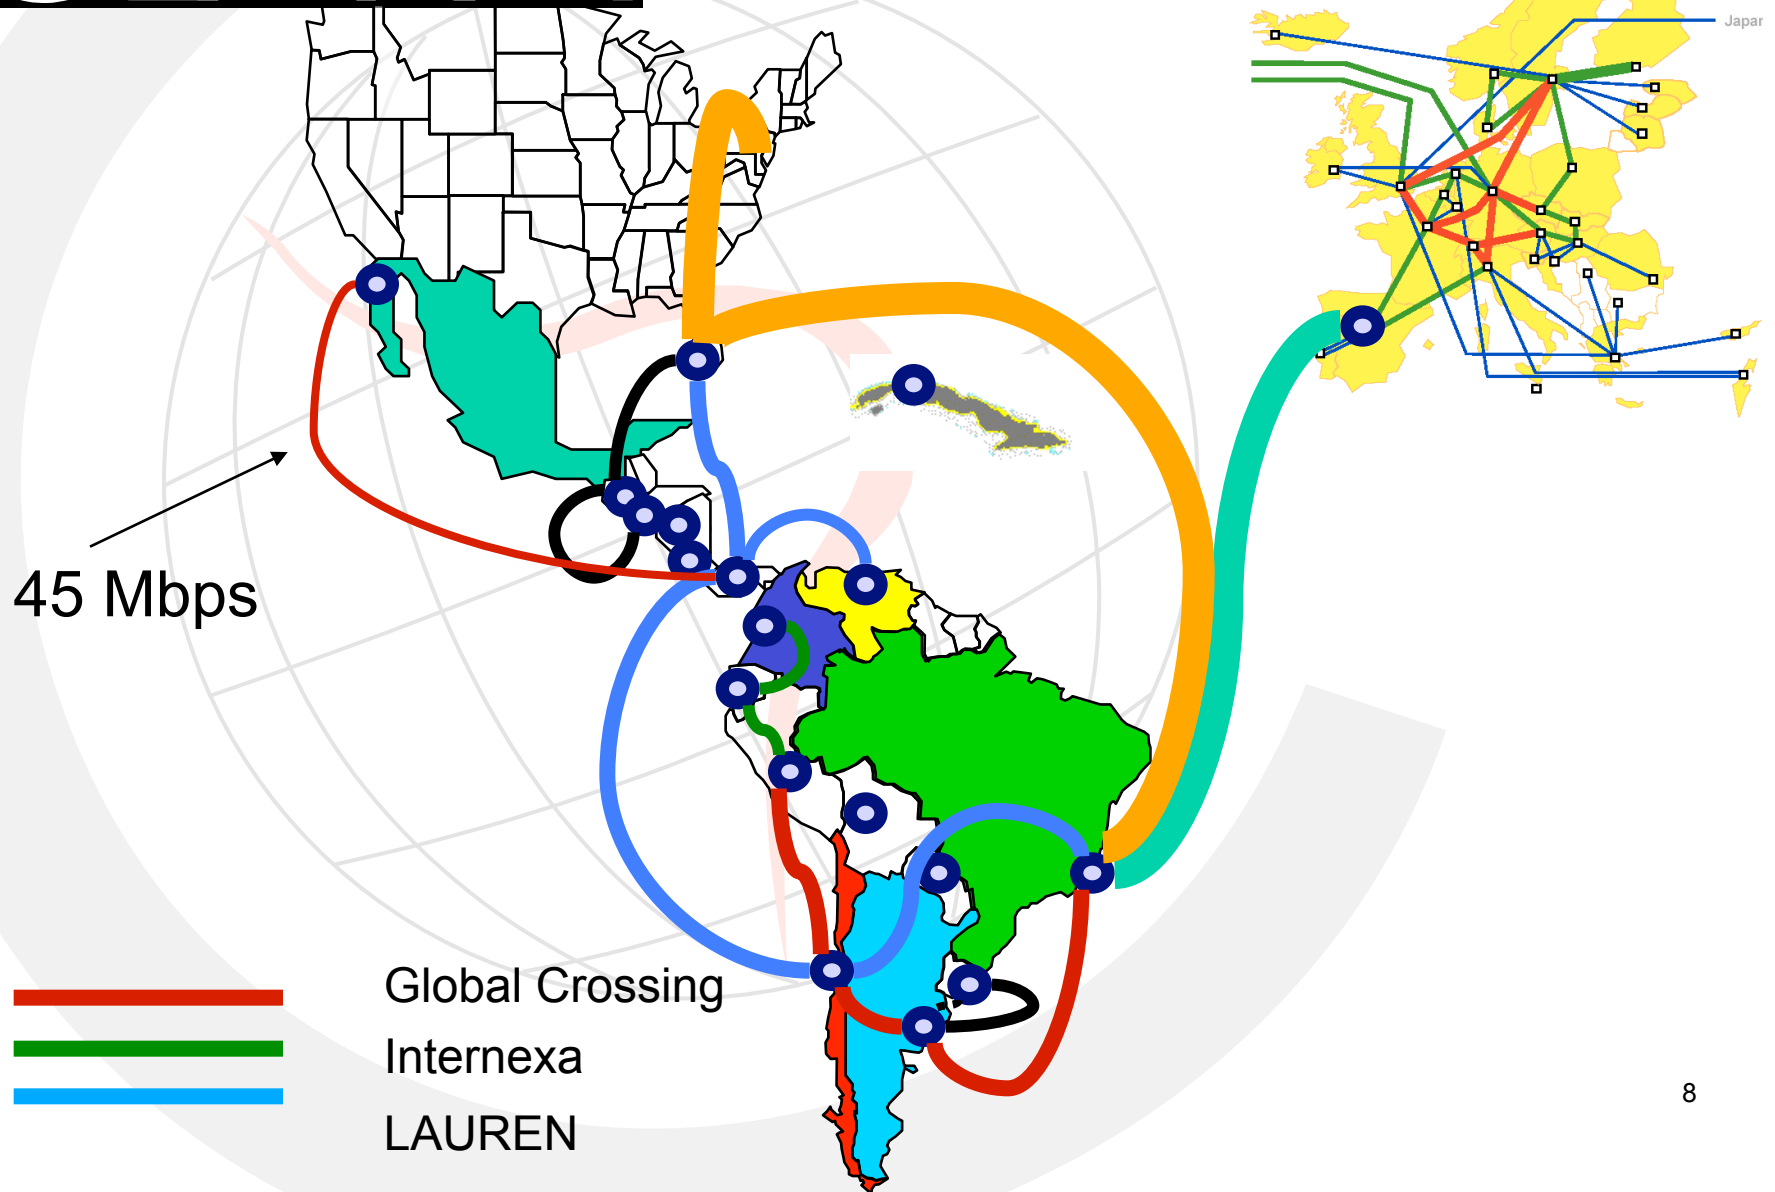 Japan
45 Mbps
Global Crossing
Internexa
LAUREN
8